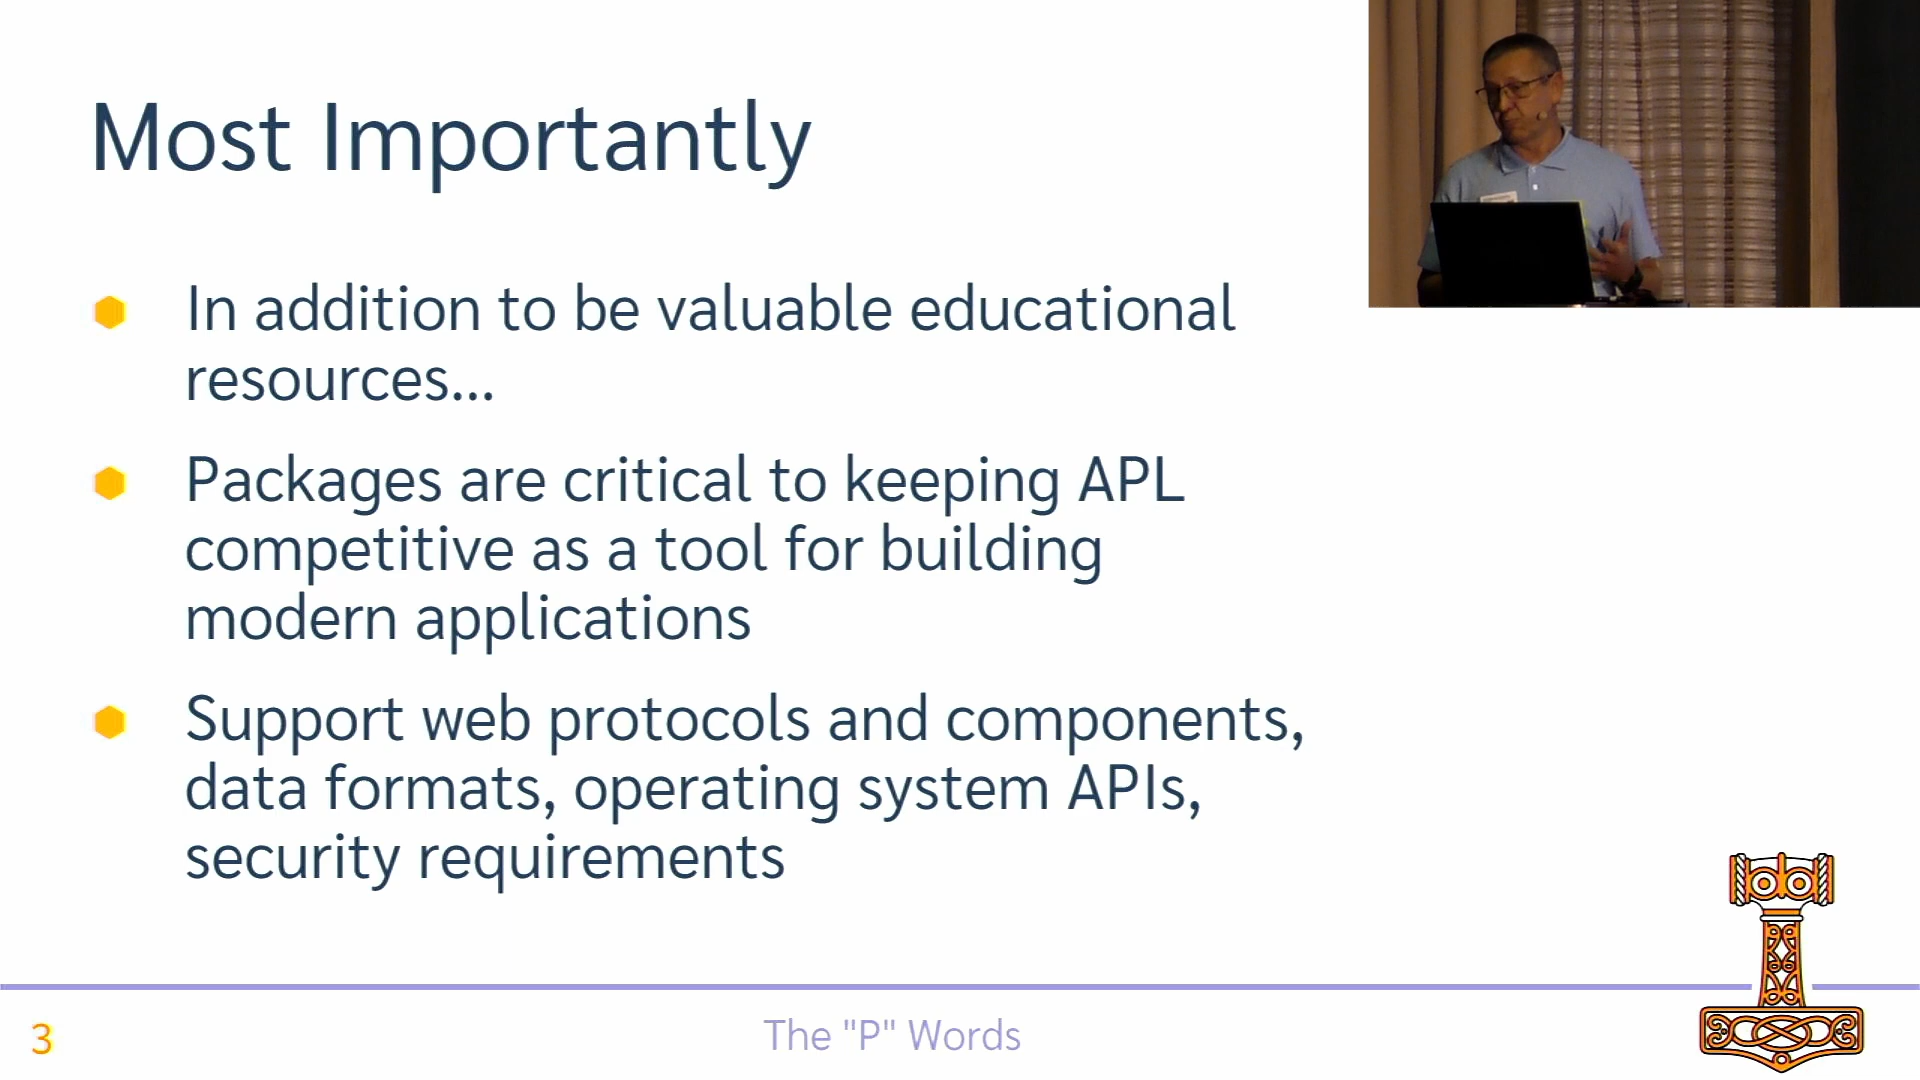 Most Importantly
In addition to be valuable educational
resources...
Packages are critical to keeping APL
competitive as a tool for building
modern applications
Support web protocols and components,
data formats, operating system APIs,
security requirements
3
The "P" Words